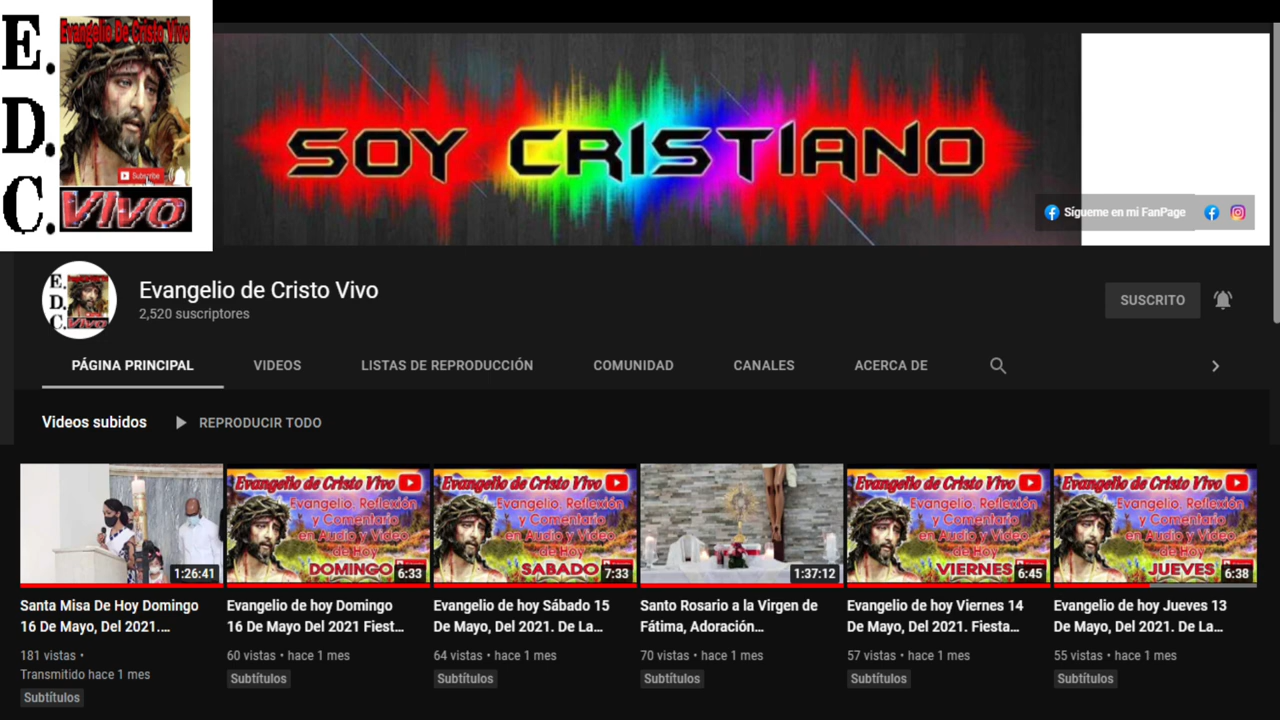 E.
D.
C.
Evangelio De Cristo Vivo
Subscribe
Vivo
SOY CRISTIANO
Sígueme en mi FanPage
E.
D.
C.
Vivo
Evangelio de Cristo Vivo
2,520 suscriptores
SUSCRITO
PÁGINA PRINCIPAL VIDEOS LISTAS DE REPRODUCCIÓN COMUNIDAD CANALES ACERCA DE
Videos subidos REPRODUCIR TODO
1:26:41
Santa Misa De Hoy Domingo
16 De Mayo, Del 2021....
181 vistas •
Transmitido hace 1 mes
Subtítulos
Evangelio de Cristo Vivo
Evangelio, Reflexión
y Comentario
en Audio y Video
de Hoy
DOMINGO 6:33
Evangelio de hoy Domingo
16 De Mayo Del 2021 Fiest...
60 vistas • hace 1 mes
Subtítulos
Evangelio de Cristo Vivo
Evangelio, Reflexión
y Comentario
en Audio y Video
de Hoy
SABADO 7:33
Evangelio de hoy Sábado 15
De Mayo, Del 2021. De La...
64 vistas • hace 1 mes
Subtítulos
1:37:12
Santo Rosario a la Virgen de
Fátima, Adoración...
70 vistas • hace 1 mes
Subtítulos
Evangelio de Cristo Vivo
Evangelio, Reflexión
y Comentario
en Audio y Video
de Hoy
VIERNES 6:45
Evangelio de hoy Viernes 14
De Mayo, Del 2021. Fiesta...
57 vistas • hace 1 mes
Subtítulos
Evangelio de Cristo Vivo
Evangelio, Reflexión
y Comentario
en Audio y Video
de Hoy
JUEVES 6:38
Evangelio de hoy Jueves 13
De Mayo, Del 2021. De La...
55 vistas • hace 1 mes
Subtítulos